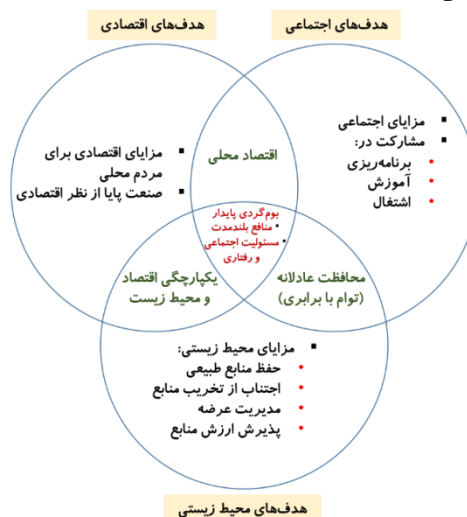 هدف‌های اجتماعی
هدف‌های اقتصادی
مزایای اجتماعی
مشارکت در:
برنامه‌ریزی
آموزش
اشتغال
اقتصاد محلی
مزایای اقتصادی برای
مردم محلی
صنعت پایا از نظر اقتصادی
بوم‌گردی پایدار
منافع بلندمدت
مسئولیت اجتماعی
و رفتاری
محافظت عادلانه
(توام با برابری)
یکپارچگی اقتصاد
و محیط زیست
مزایای محیط زیستی:
حفظ منابع طبیعی
اجتناب از تخریب منابع
مدیریت عرضه
پذیرش ارزش منابع
هدف‌های محیط زیستی